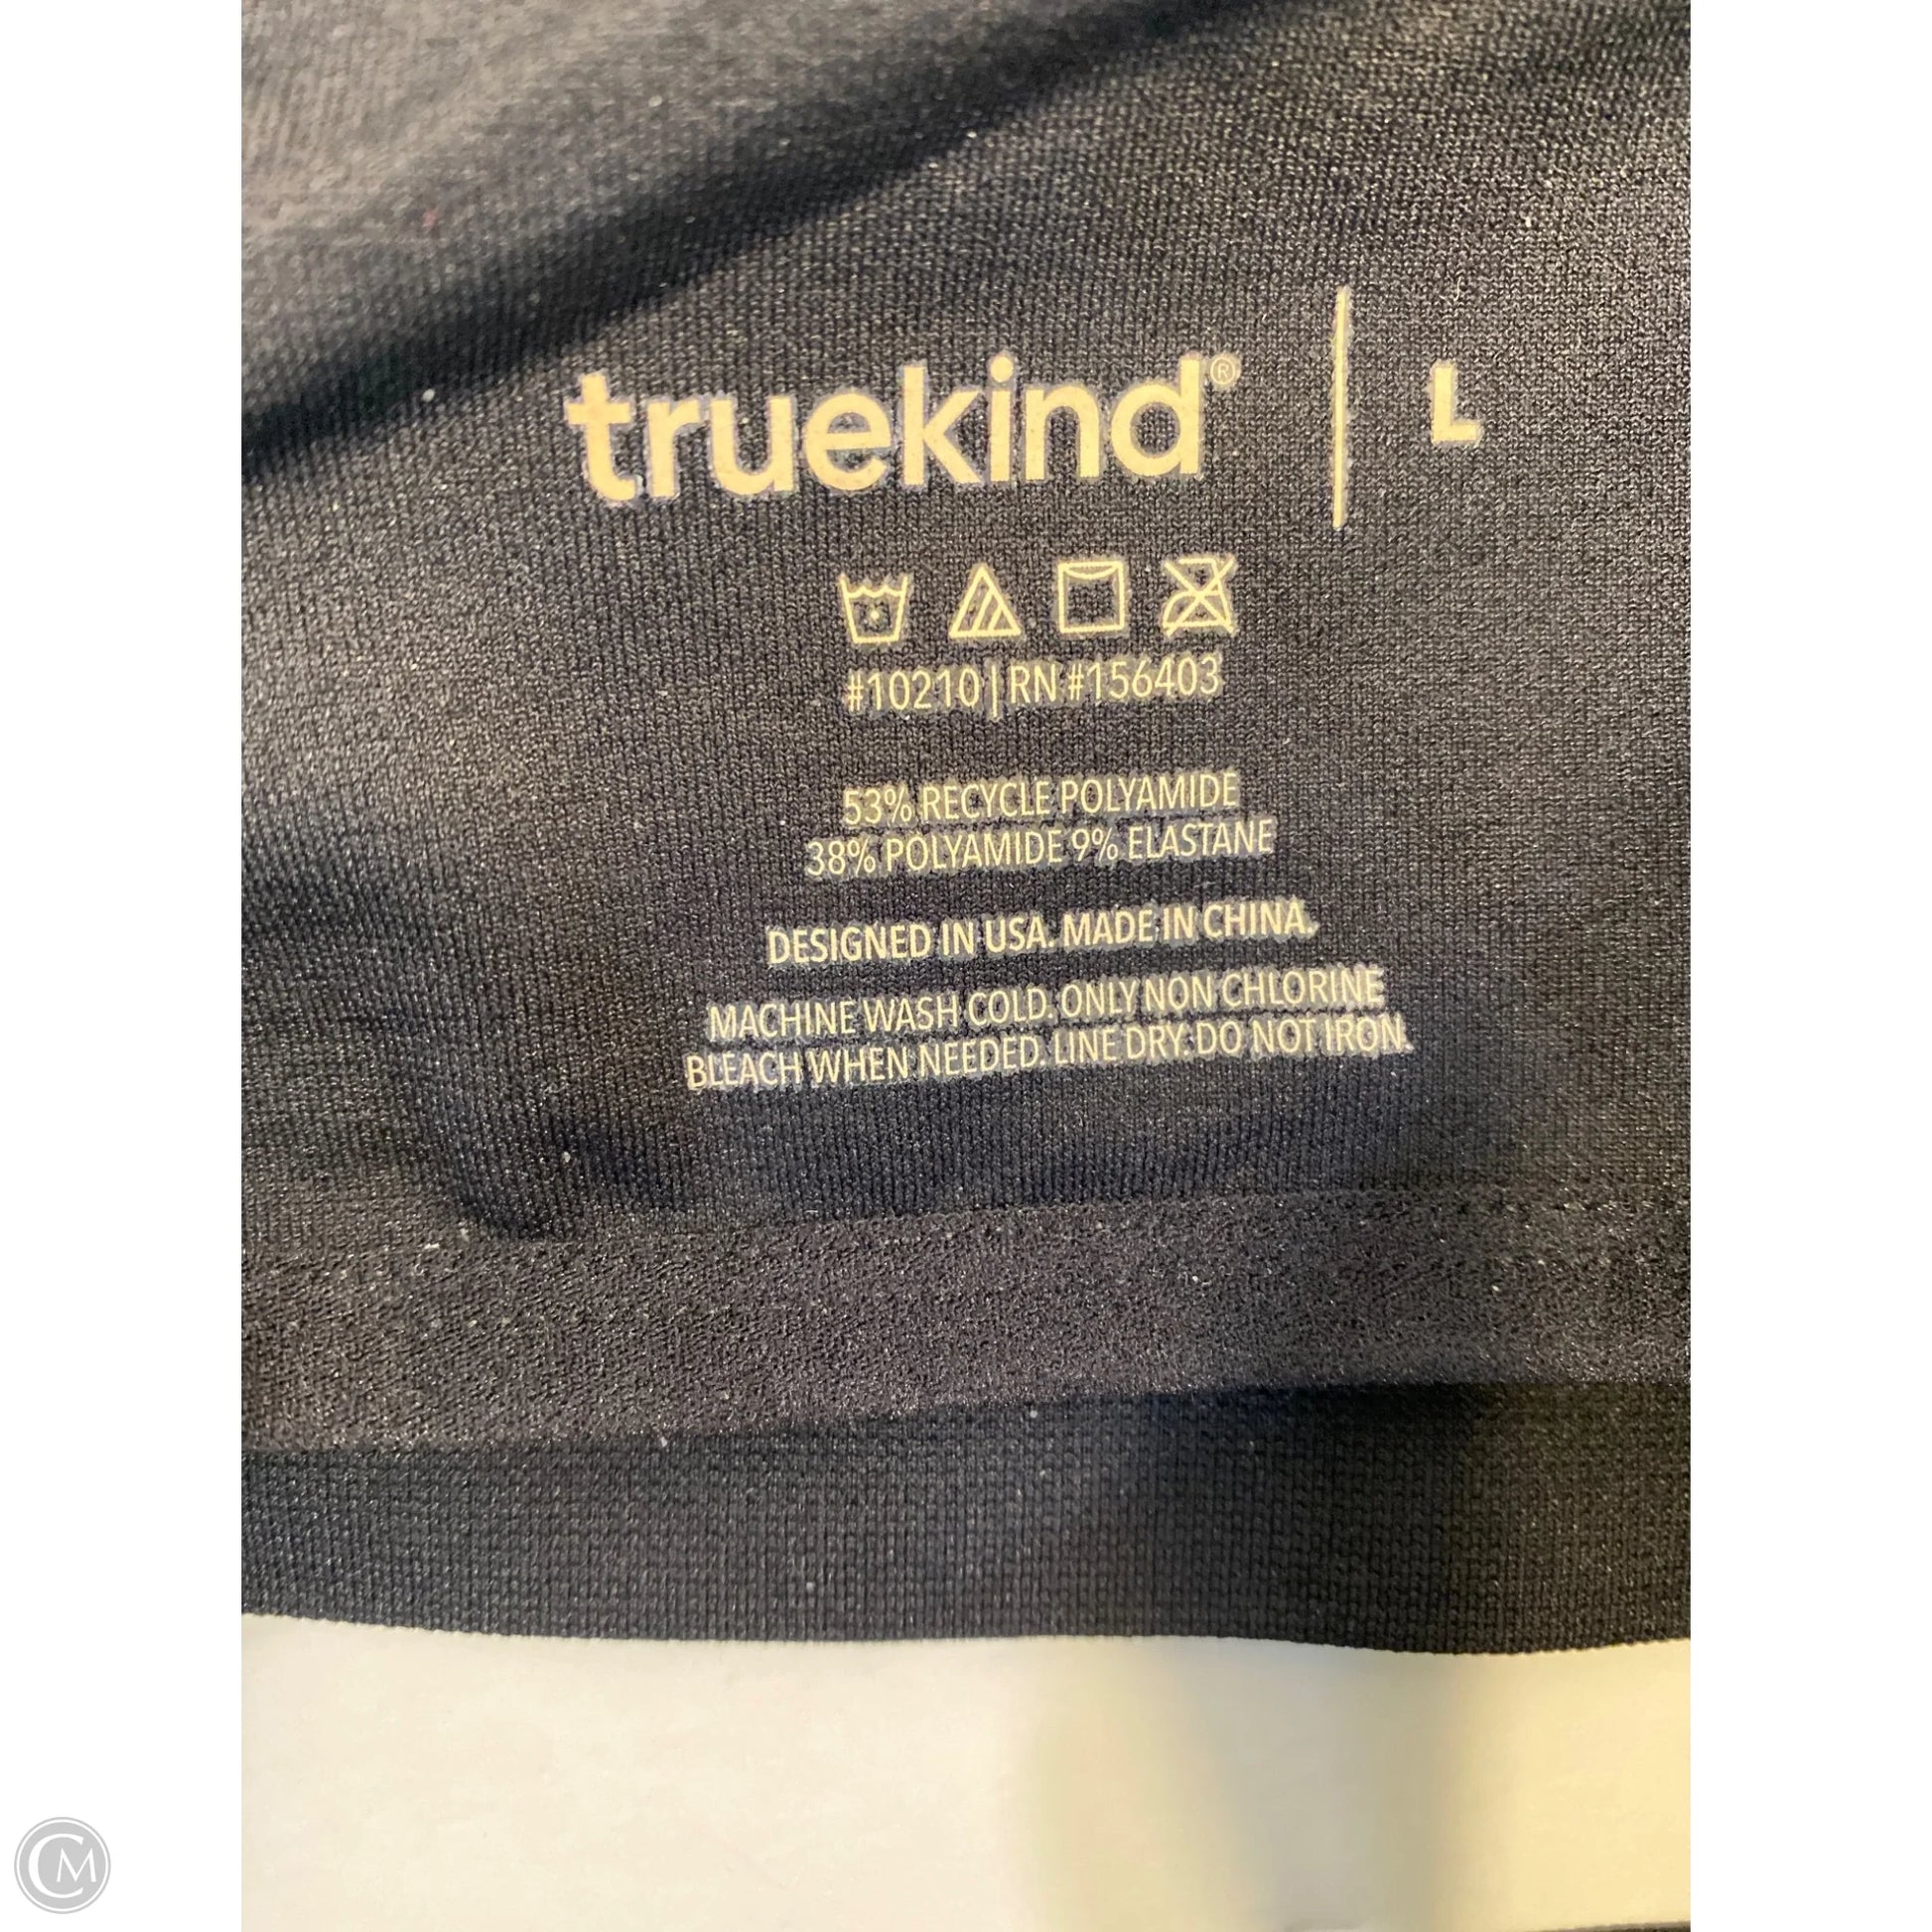 truekind® | L
#10210 | RN #156403
53% RECYCLE POLYAMIDE
38% POLYAMIDE 9% ELASTANE
DESIGNED IN USA. MADE IN CHINA.
MACHINE WASH COLD. ONLY NON CHLORINE
BLEACH WHEN NEEDED. LINE DRY. DO NOT IRON.
CM